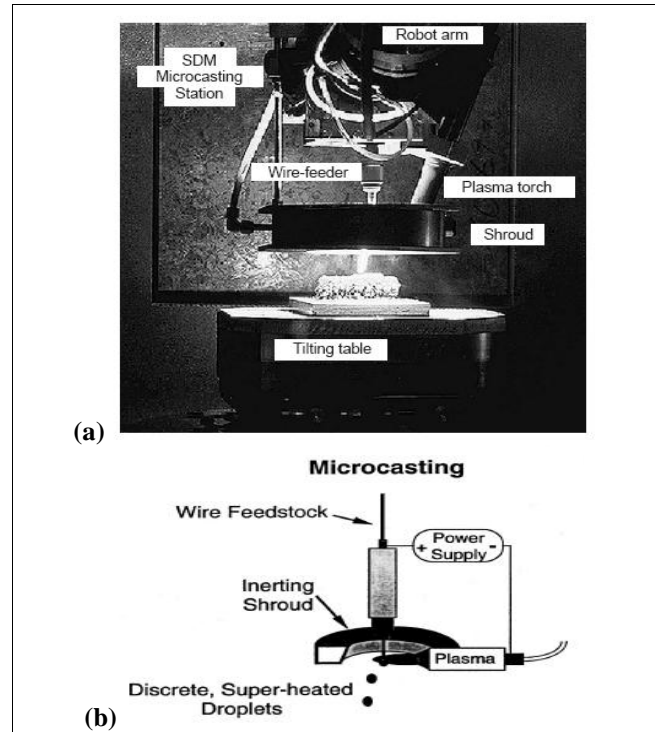 Robot arm
SDM
Microcasting
Station
Wire-feeder
Plasma torch
Shroud
Tilting table
(a)
Microcasting
Wire Feedstock
+ Power -
Supply
Inerting
Shroud
Plasma
Discrete, Super-heated
Droplets
(b)